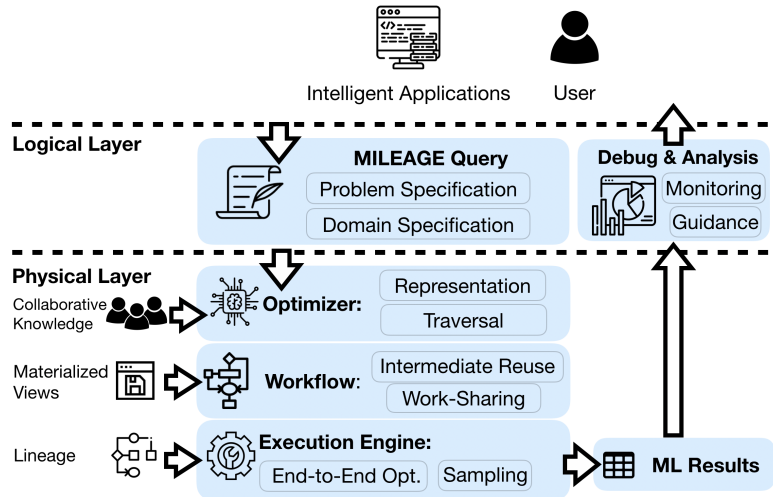 Intelligent Applications
User
Logical Layer
MILEAGE Query
Problem Specification
Domain Specification
Debug & Analysis
Monitoring
Guidance
Physical Layer
Collaborative
Knowledge
Optimizer:
Representation
Traversal
Materialized
Views
Workflow:
Intermediate Reuse
Work-Sharing
Lineage
Execution Engine:
End-to-End Opt.
Sampling
ML Results